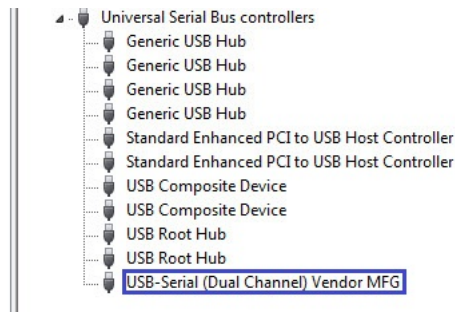 Universal Serial Bus controllers
Generic USB Hub
Generic USB Hub
Generic USB Hub
Generic USB Hub
Standard Enhanced PCI to USB Host Controller
Standard Enhanced PCI to USB Host Controller
USB Composite Device
USB Composite Device
USB Root Hub
USB Root Hub
USB-Serial (Dual Channel) Vendor MFG